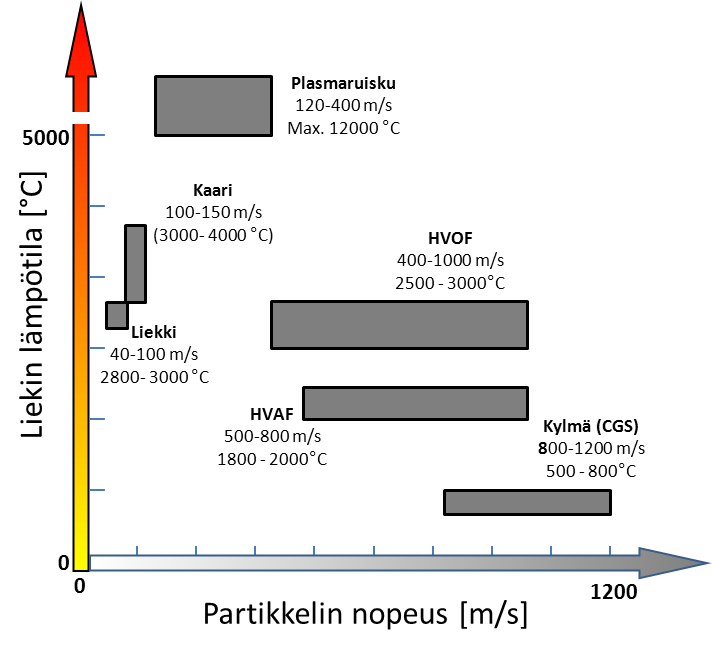 Plasmaruisku
120-400 m/s
Max. 12000 °C
5000
Kaari
100-150 m/s
(3000- 4000 °C)
HVOF
400-1000 m/s
2500 - 3000°C
Liekin lämpötila [°C]
Liekki
40-100 m/s
2800- 3000°C
HVAF
500-800 m/s
1800 - 2000°C
Kylmä (CGS)
800-1200 m/s
500 - 800°C
0
0
1200
Partikkelin nopeus [m/s]